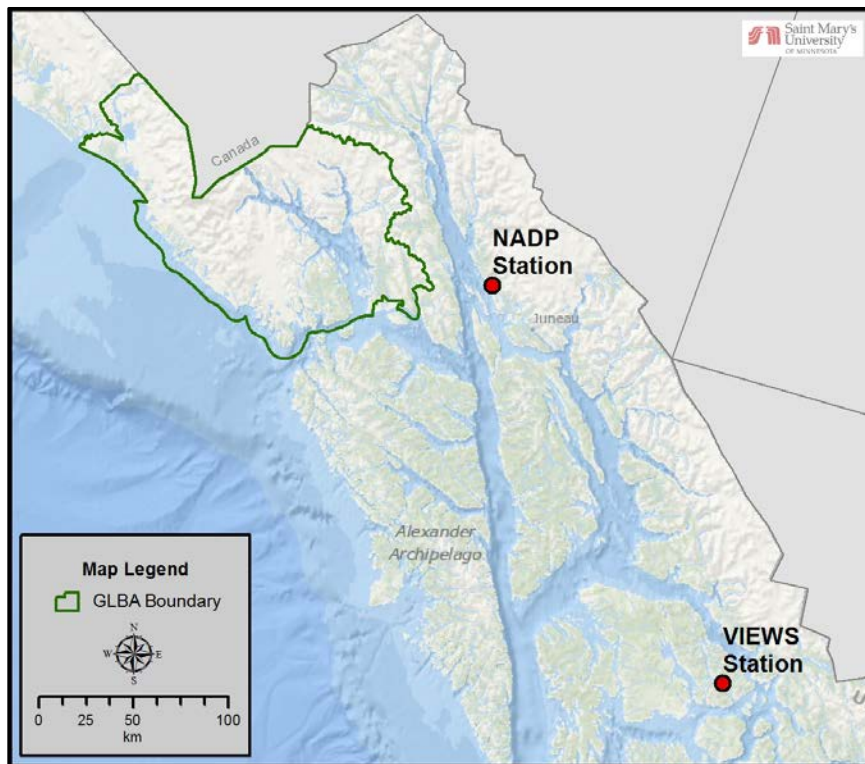 Saint Mary's
University
OF MINNESOTA
Canada
NADP
Station
Juneau
Alexander
Archipelago
VIEWS
Station
U
Map Legend
GLBA Boundary
N
W E
S
0 25 50 100
km